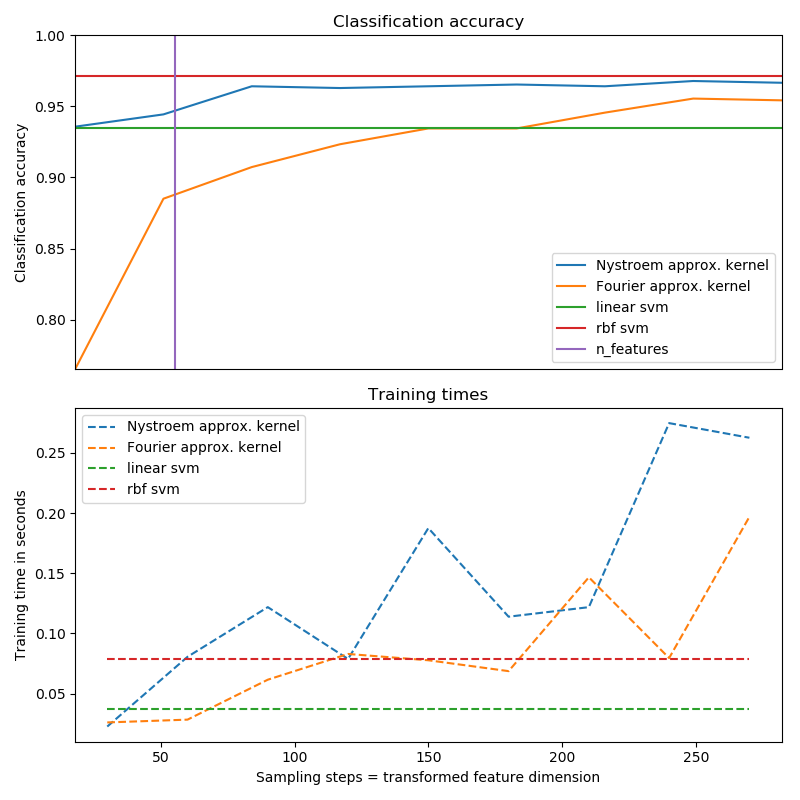 Classification accuracy
Classification accuracy
1.00
0.95
0.90
0.85
0.80
Nystroem approx. kernel
Fourier approx. kernel
linear svm
rbf svm
n_features
Training times
Training time in seconds
0.25
0.20
0.15
0.10
0.05
Nystroem approx. kernel
Fourier approx. kernel
linear svm
rbf svm
50 100 150 200 250
Sampling steps = transformed feature dimension